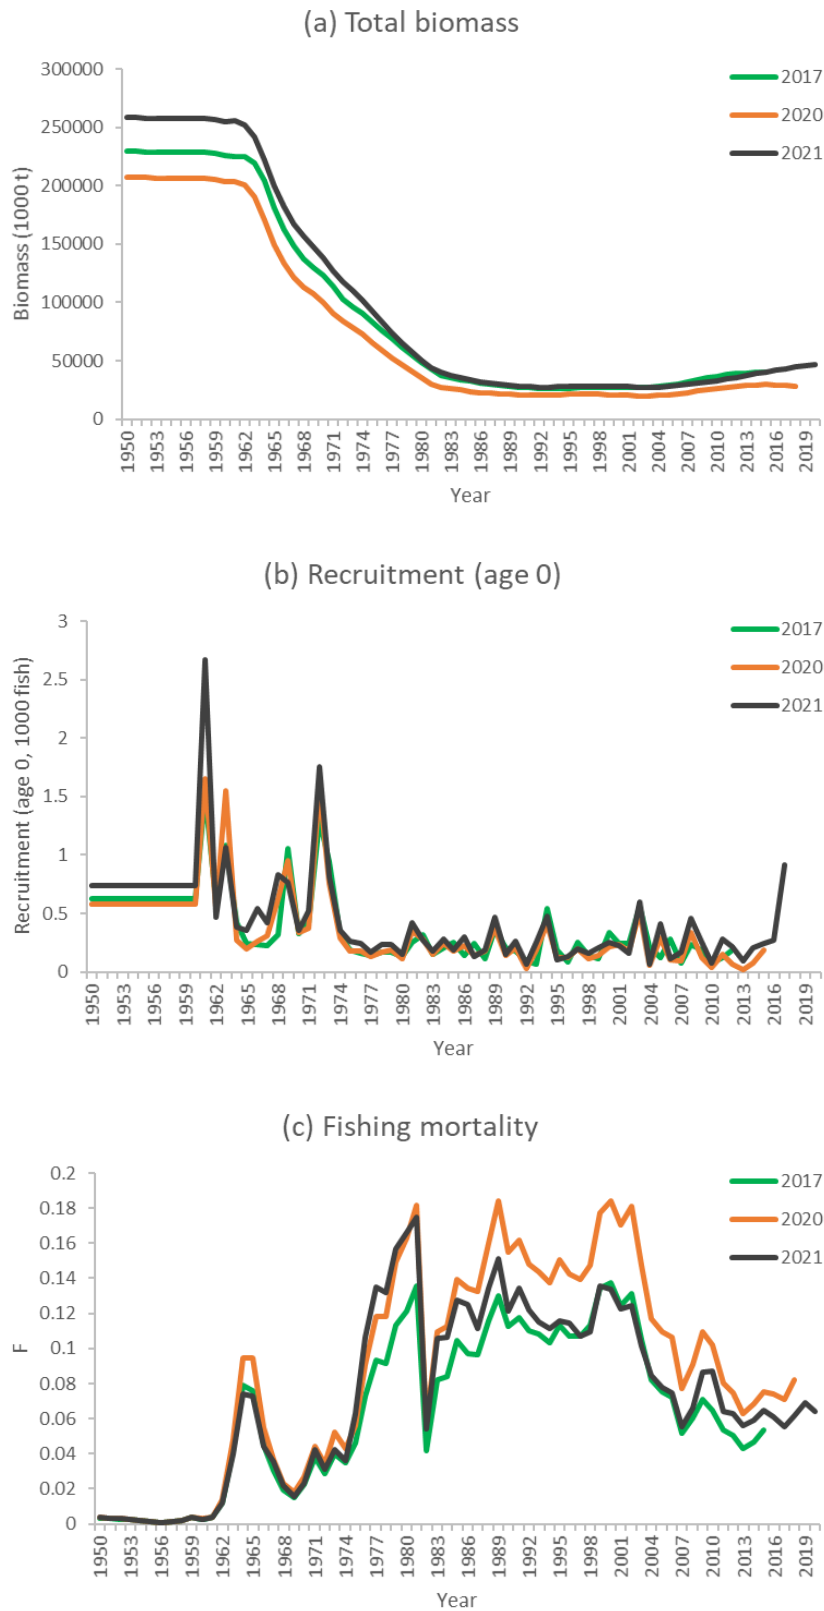 (a) Total biomass
300000
250000
200000
150000
100000
50000
0
Biomass (1000 t)
2017
2020
2021
1950 1953 1956 1959 1962 1965 1968 1971 1974 1977 1980 1983 1986 1989 1992 1995 1998 2001 2004 2007 2010 2013 2016 2019
Year
(b) Recruitment (age 0)
3
2.5
2
1.5
1
0.5
0
Recruitment (age 0, 1000 fish)
2017
2020
2021
1950 1953 1956 1959 1962 1965 1968 1971 1974 1977 1980 1983 1986 1989 1992 1995 1998 2001 2004 2007 2010 2013 2016 2019
Year
(c) Fishing mortality
0.2
0.18
0.16
0.14
0.12
0.1
0.08
0.06
0.04
0.02
0
F
2017
2020
2021
1950 1953 1956 1959 1962 1965 1968 1971 1974 1977 1980 1983 1986 1989 1992 1995 1998 2001 2004 2007 2010 2013 2016 2019
Year